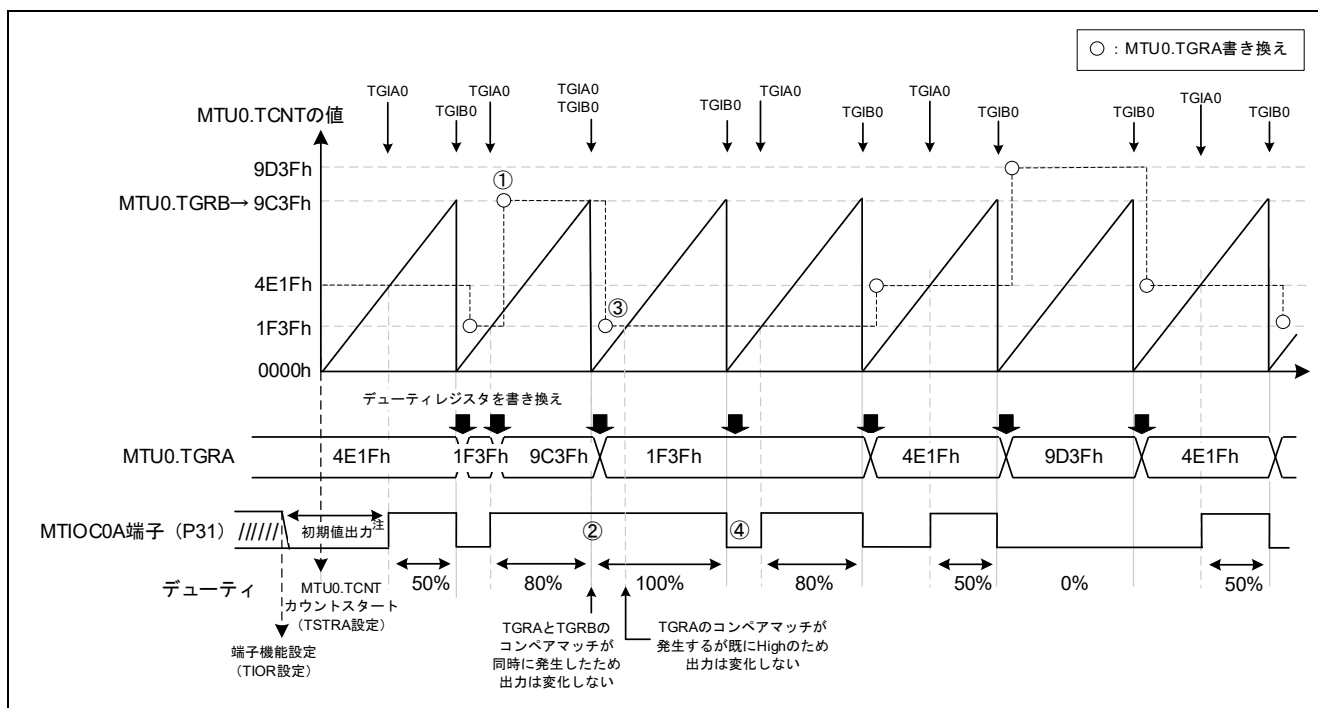 ○ : MTU0.TGRA書き換え
MTU0.TCNTの値
TGIA0
TGIB0
TGIA0
TGIA0
TGIB0
TGIB0
TGIA0
TGIB0
TGIA0
TGIB0
TGIB0
TGIA0
TGIB0
9D3Fh
MTU0.TGRB→ 9C3Fh
4E1Fh
1F3Fh
0000h
①
③
デューティレジスタを書き換え
MTU0.TGRA
4E1Fh
1F3Fh
9C3Fh
1F3Fh
4E1Fh
9D3Fh
4E1Fh
MTIOC0A端子（P31）
初期値出力注
②
④
デューティ
50%
80%
100%
80%
50%
0%
50%
MTU0.TCNT
カウントスタート
（TSTRA設定）
端子機能設定
（TIOR設定）
TGRAとTGRBの
コンペアマッチが
同時に発生したため
出力は変化しない
TGRAのコンペアマッチが
発生するが既にHighのため
出力は変化しない